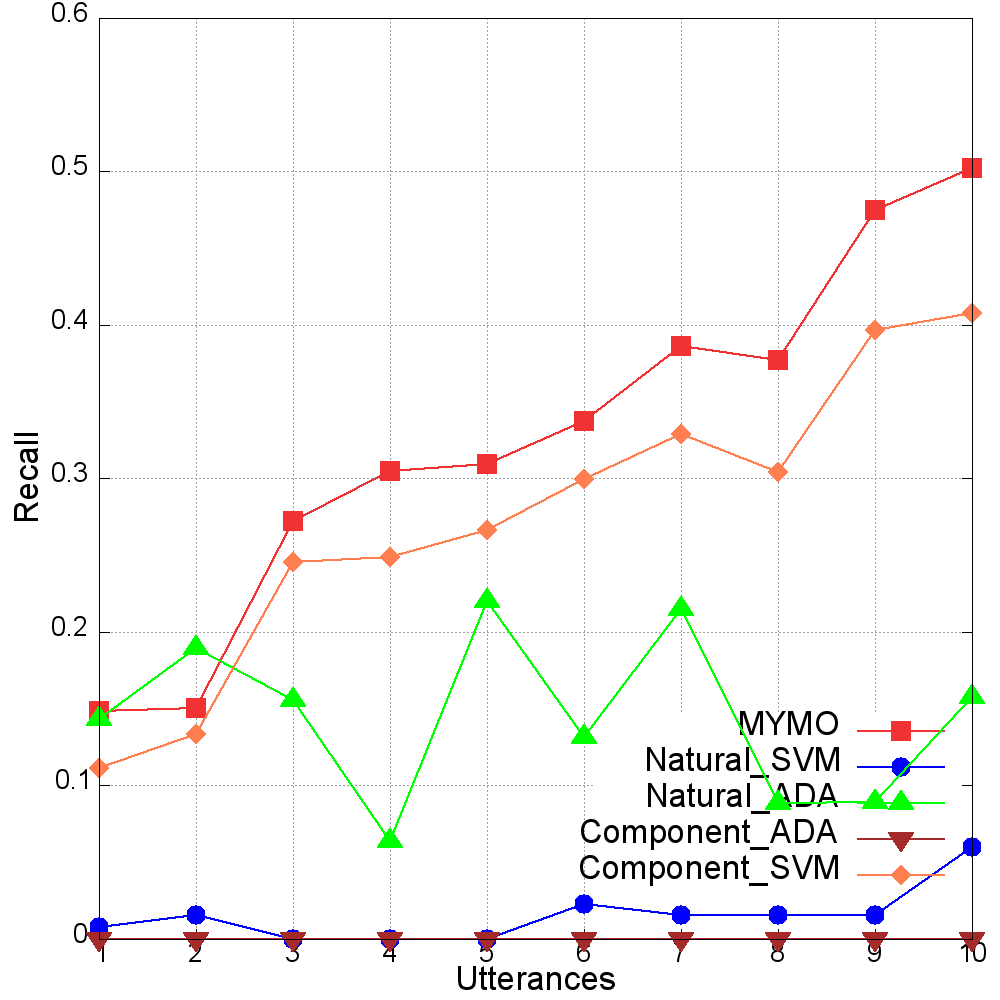 0.6
0.5
0.4
0.3
0.2
0.1
0
Recall
MYMO
Natural_SVM
Natural_ADA
Component_ADA
Component_SVM
1 2 3 4 5 6 7 8 9 10
Utterances